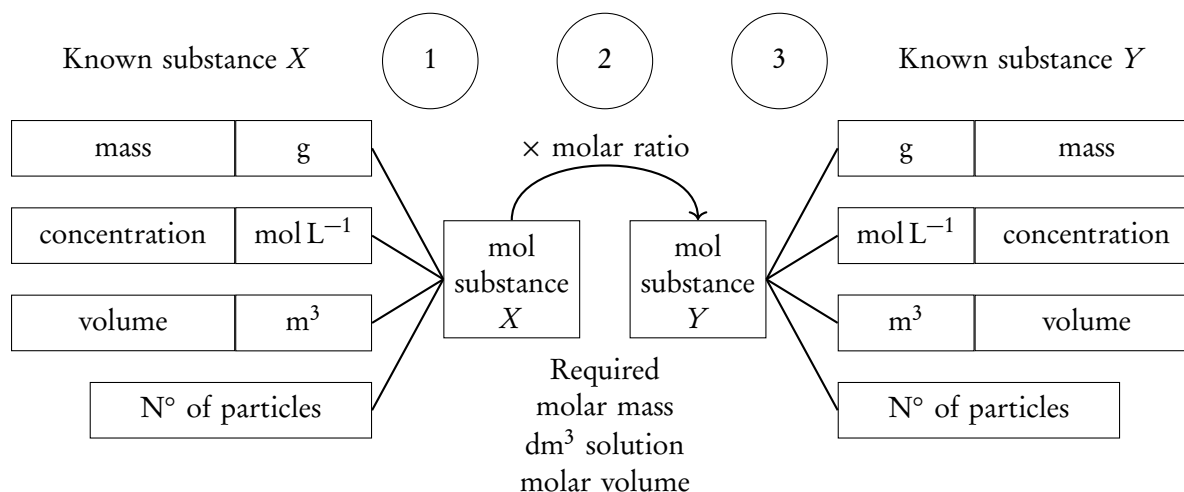 Known substance X
1
2
3
Known substance Y
mass
g
× molar ratio
g
mass
concentration
mol L⁻¹
mol
substance
X
mol
substance
Y
mol L⁻¹
concentration
volume
m³
m³
volume
N° of particles
N° of particles
Required
molar mass
dm³ solution
molar volume